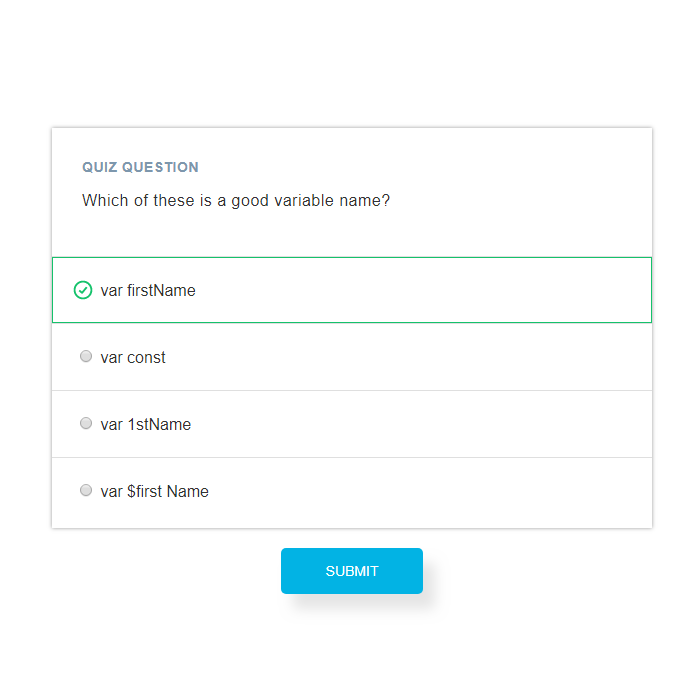 QUIZ QUESTION
Which of these is a good variable name?
var firstName
var const
var 1stName
var $first Name
SUBMIT